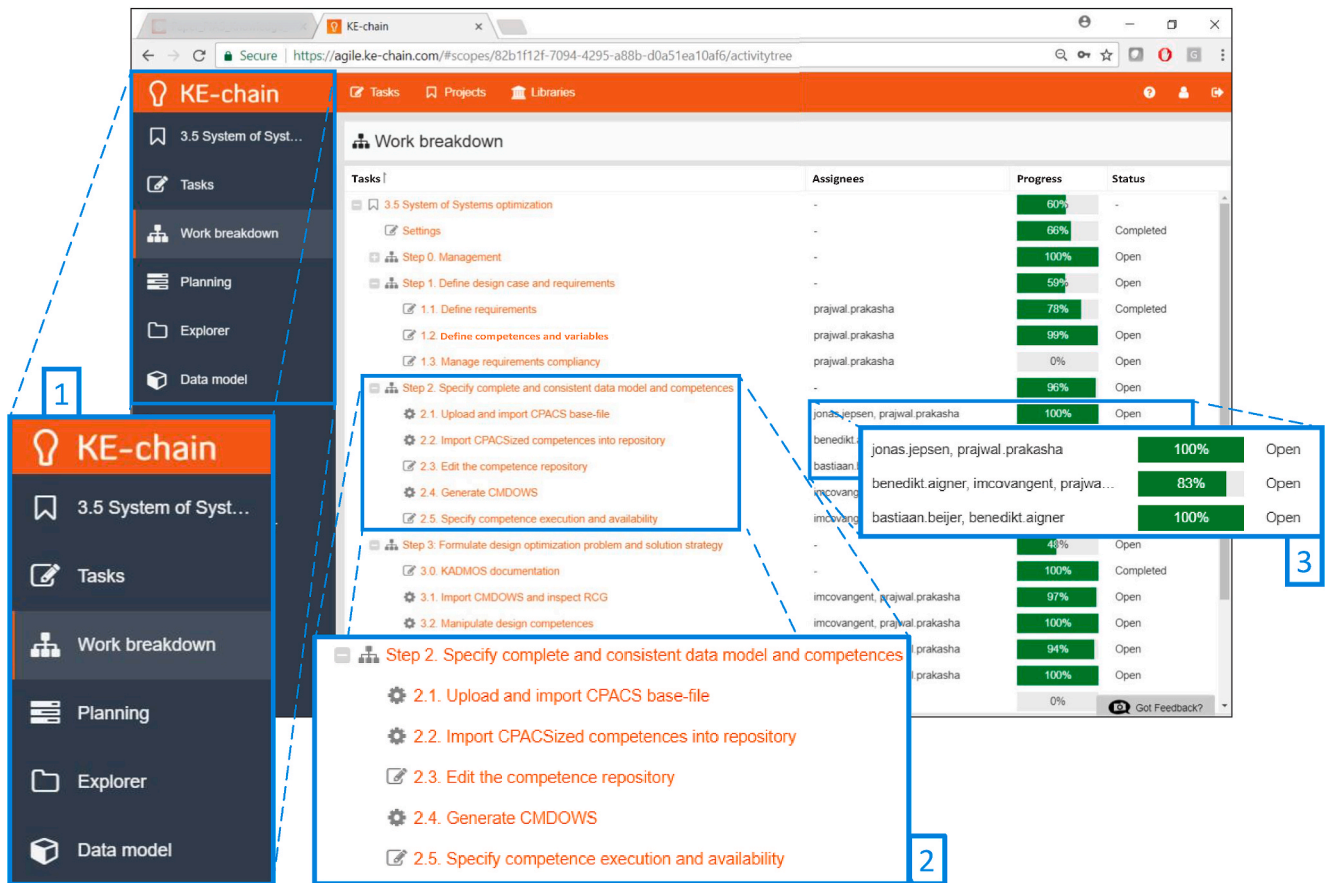 KE-chain
Secure | https://agile.ke-chain.com/#scopes/82b1f12f-7094-4295-a88b-d0a51ea10af6/activitytree
KE-chain
Tasks Projects Libraries
3.5 System of Syst...
Tasks
Work breakdown
Planning
Explorer
Data model
Work breakdown
Tasks Assignees Progress Status
3.5 System of Systems optimization - 60% -
Settings - 66% Completed
Step 0. Management - 100% Open
Step 1. Define design case and requirements - 59% Open
1.1. Define requirements prajwal.prakasha 78% Completed
1.2. Define competences and variables prajwal.prakasha 99% Open
1.3. Manage requirements compliancy prajwal.prakasha 0% Open
Step 2. Specify complete and consistent data model and competences - 96% Open
2.1. Upload and import CPACS base-file jonas.jepsen, prajwal.prakasha 100% Open
2.2. Import CPACSized competences into repository
2.3. Edit the competence repository
2.4. Generate CMDOWS
2.5. Specify competence execution and availability
Step 3: Formulate design optimization problem and solution strategy - 48% Open
3.0. KADMOS documentation - 100% Completed
3.1. Import CMDOWS and inspect RCG imcovangent, prajwal.prakasha 97% Open
3.2. Manipulate design competences imcovangent, prajwal.prakasha 100% Open
94% Open
100% Open
0%
Got Feedback?
1
KE-chain
3.5 System of Syst...
Tasks
Work breakdown
Planning
Explorer
Data model
Step 2. Specify complete and consistent data model and competences
2.1. Upload and import CPACS base-file
2.2. Import CPACSized competences into repository
2.3. Edit the competence repository
2.4. Generate CMDOWS
2.5. Specify competence execution and availability
2
jonas.jepsen, prajwal.prakasha 100% Open
benedikt.aigner, imcovangent, prajwa... 83% Open
bastiaan.beijer, benedikt.aigner 100% Open
3